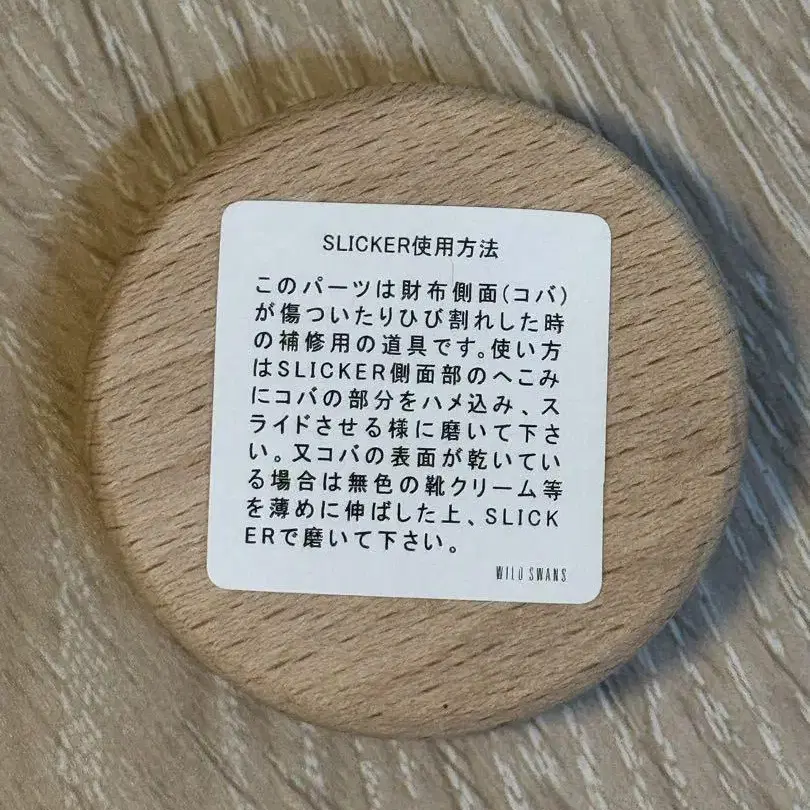 SLICKER使用方法
このパーツは財布側面(コバ)
が傷ついたりひび割れした時
の補修用の道具です。使い方
はSLICKER側面部のへこみ
にコバの部分をハメ込み、ス
ライドさせる様に磨いて下さ
い。又コバの表面が乾いてい
る場合は無色の靴クリーム等
を薄めに伸ばした上、SLICK
ERで磨いて下さい。
WILD SWANS